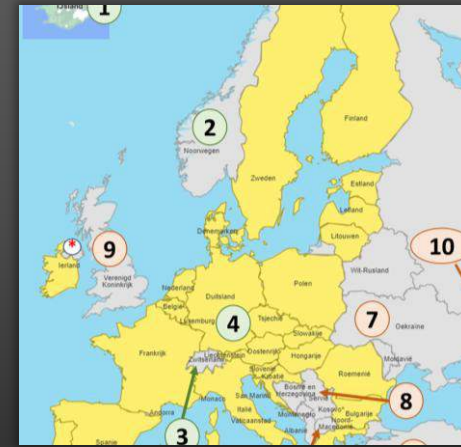 IJsland
1
2
Noorwegen
Finland
Zweden
Estland
Letland
Litouwen
Denemarken
*
Ierland
9
Verenigd
Koninkrijk
10
Wit-Rusland
Nederland
België
Duitsland
Polen
Luxemburg
4
Tsjechië
Slowakije
7
Oekraïne
Frankrijk
Zwitserland
Liechtenstein
Oostenrijk
Hongarije
Moldavië
Slovenië
Kroatië
Roemenië
Bosnië en
Herzegovina
Servië
8
San Marino
Monaco
Italië
Montenegro
Kosovo
Bulgarije
Andorra
Vaticaanstad
Noord-
Macedonië
3
Spanje
Albanië